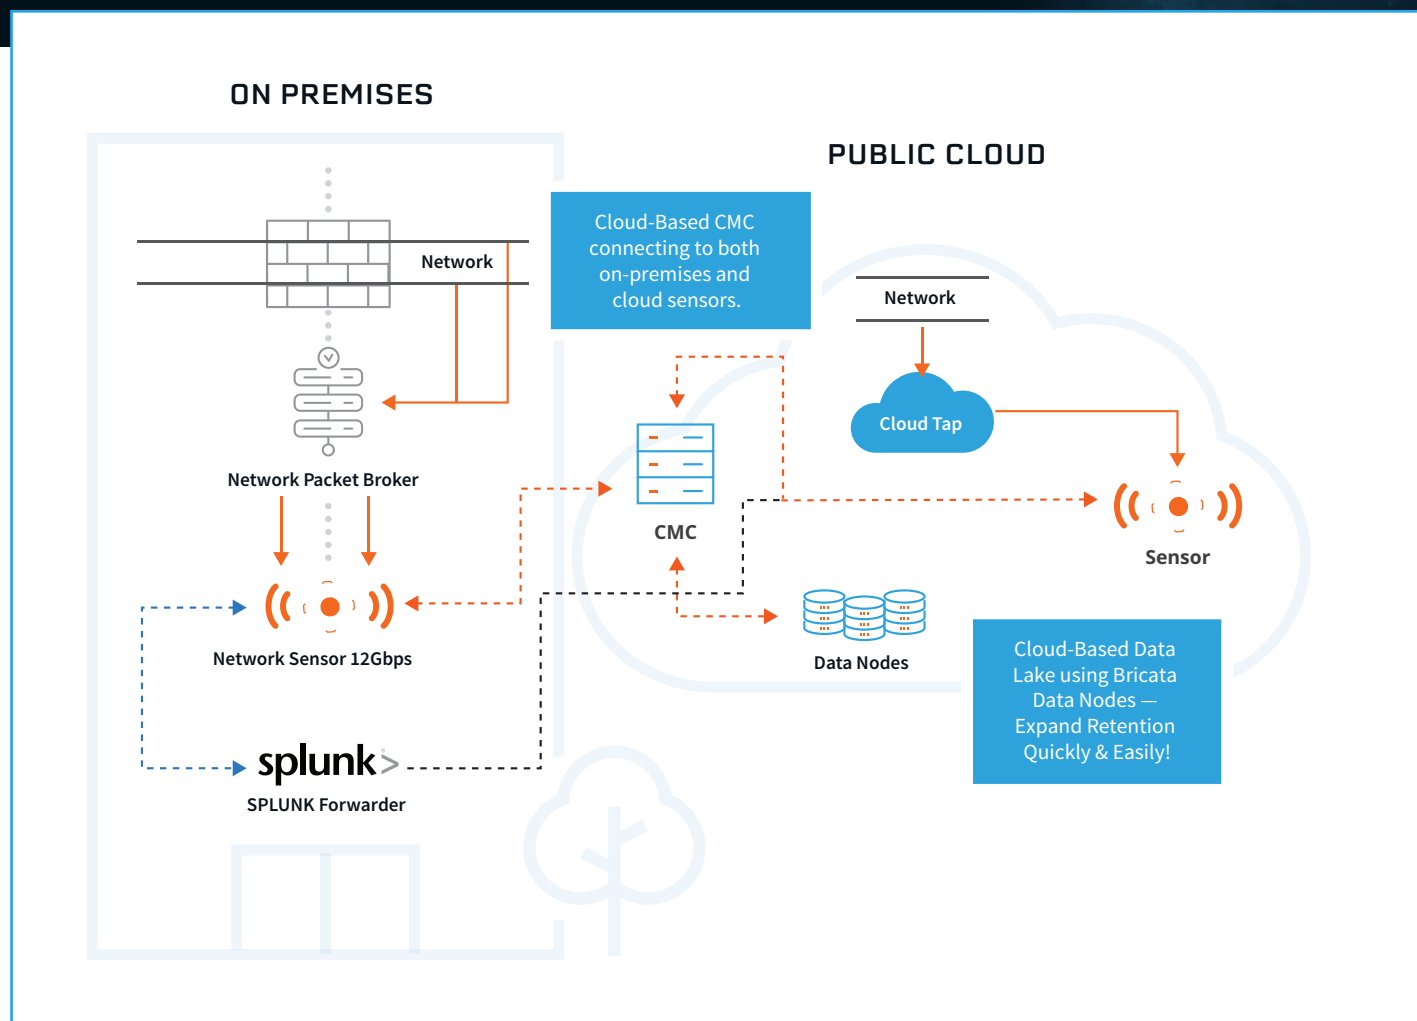 ON PREMISES
PUBLIC CLOUD
Cloud-Based CMC
connecting to both
on-premises and
cloud sensors.
Network
Network
Cloud Tap
Network Packet Broker
CMC
Sensor
Network Sensor 12Gbps
Data Nodes
Cloud-Based Data
Lake using Bricata
Data Nodes —
Expand Retention
Quickly & Easily!
splunk>
SPLUNK Forwarder